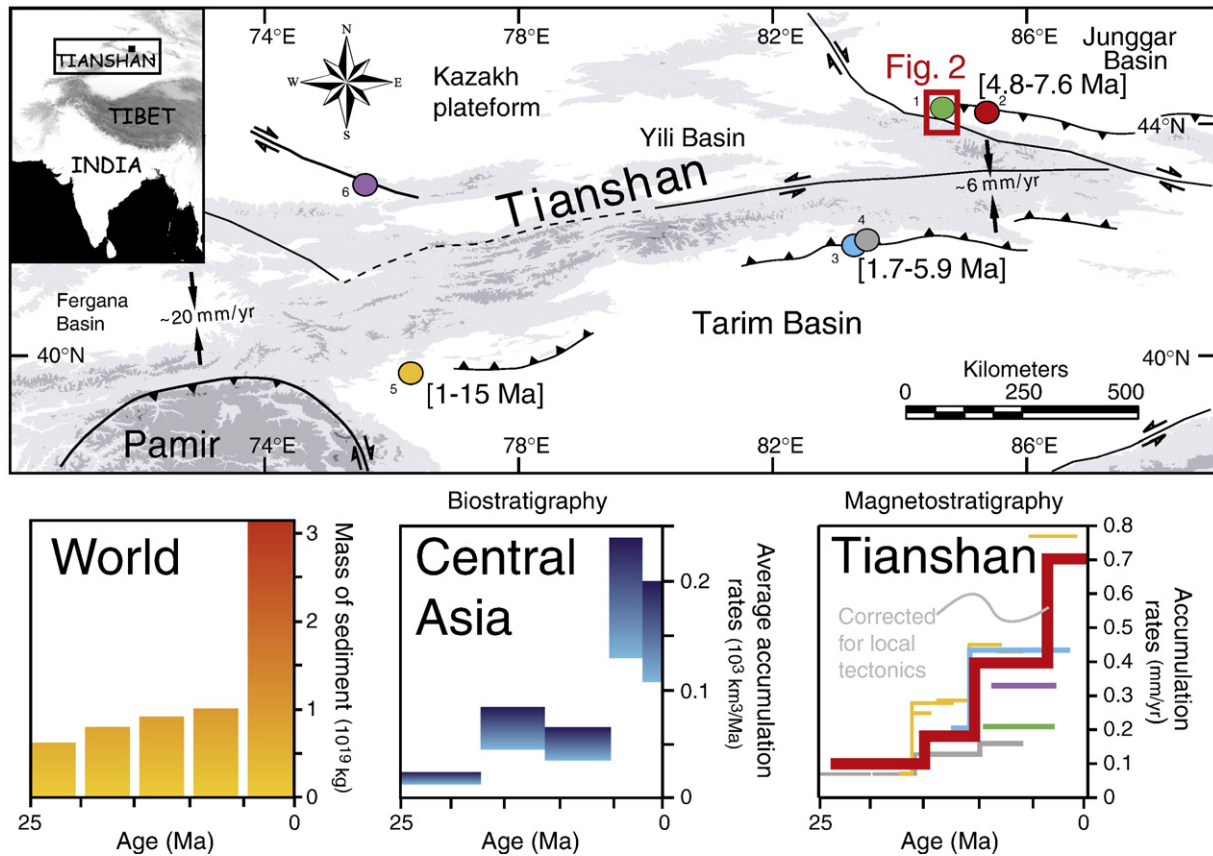 74°E
78°E
82°E
86°E
Junggar
Basin
TIANSHAN
TIBET
INDIA
N
W
E
S
Kazakh
plateform
Fig. 2
[4.8-7.6 Ma]
1
2
44°N
Yili Basin
Tianshan
~6 mm/yr
6
4
3
[1.7-5.9 Ma]
Fergana
Basin
~20 mm/yr
Tarim Basin
40°N
40°N
Kilometers
0
250
500
5
[1-15 Ma]
Pamir
74°E
78°E
82°E
86°E
World
3
2
1
0
Mass of
sediment (10¹⁹ kg)
25
0
Age (Ma)
Biostratigraphy
Central
Asia
0.2
0.1
0
Average accumulation
rates (10³ km³/Ma)
25
0
Age (Ma)
Magnetostratigraphy
Tianshan
Corrected
for local
tectonics
0.8
0.7
0.6
0.5
0.4
0.3
0.2
0.1
0
Accumulation
rates (mm/yr)
25
0
Age (Ma)